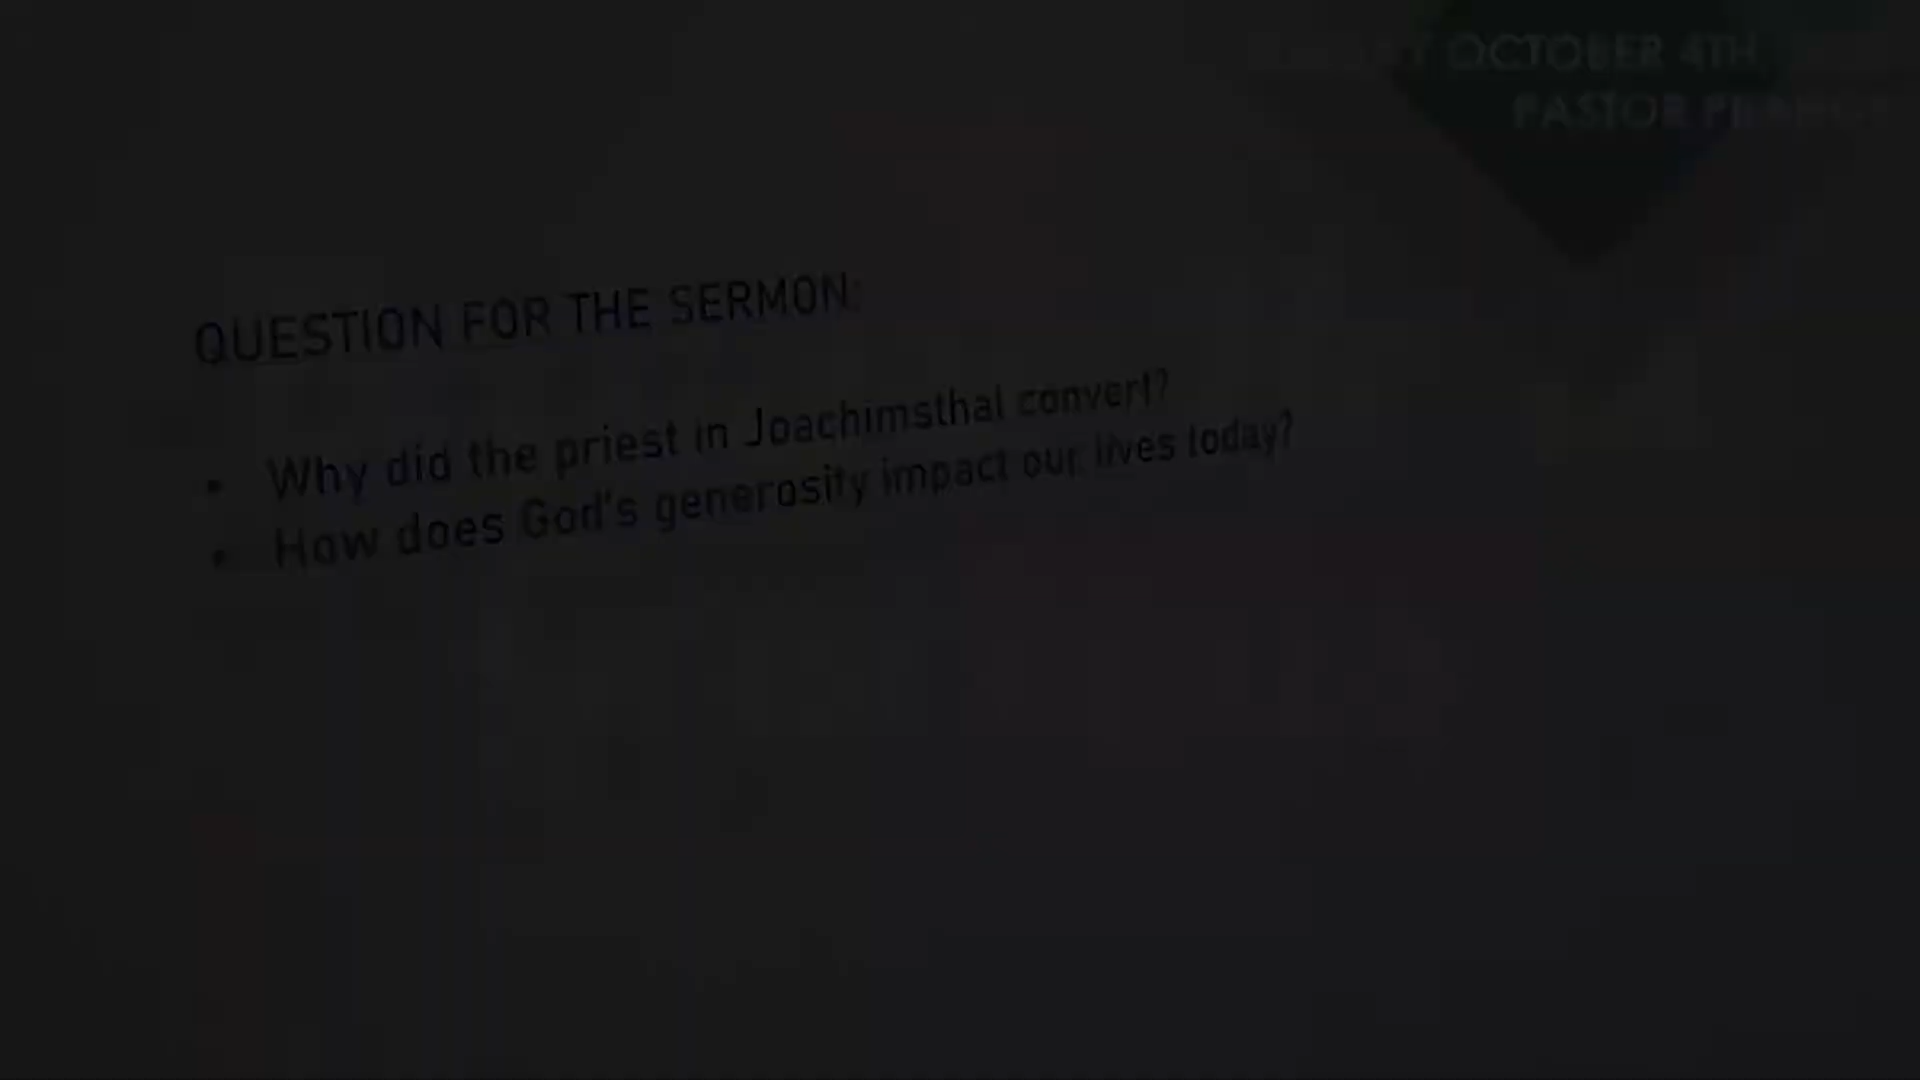 OCTOBER 4TH
PASTOR
QUESTION FOR THE SERMON:
• Why did the priest in Joachimsthal convert?
• How does God's generosity impact our lives today?